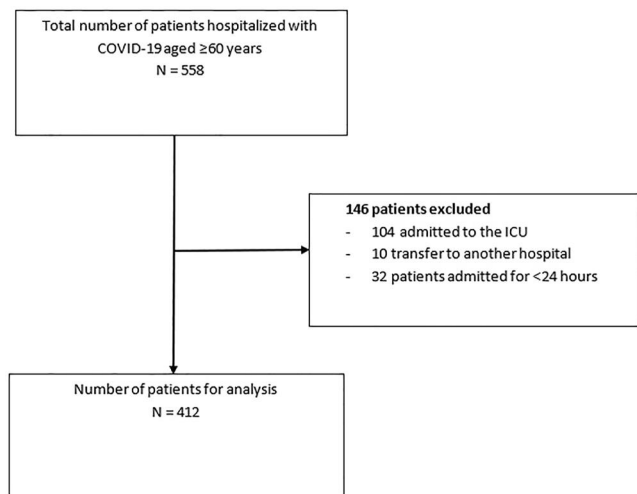 Total number of patients hospitalized with
COVID-19 aged ≥60 years
N = 558
146 patients excluded
- 104 admitted to the ICU
- 10 transfer to another hospital
- 32 patients admitted for <24 hours
Number of patients for analysis
N = 412